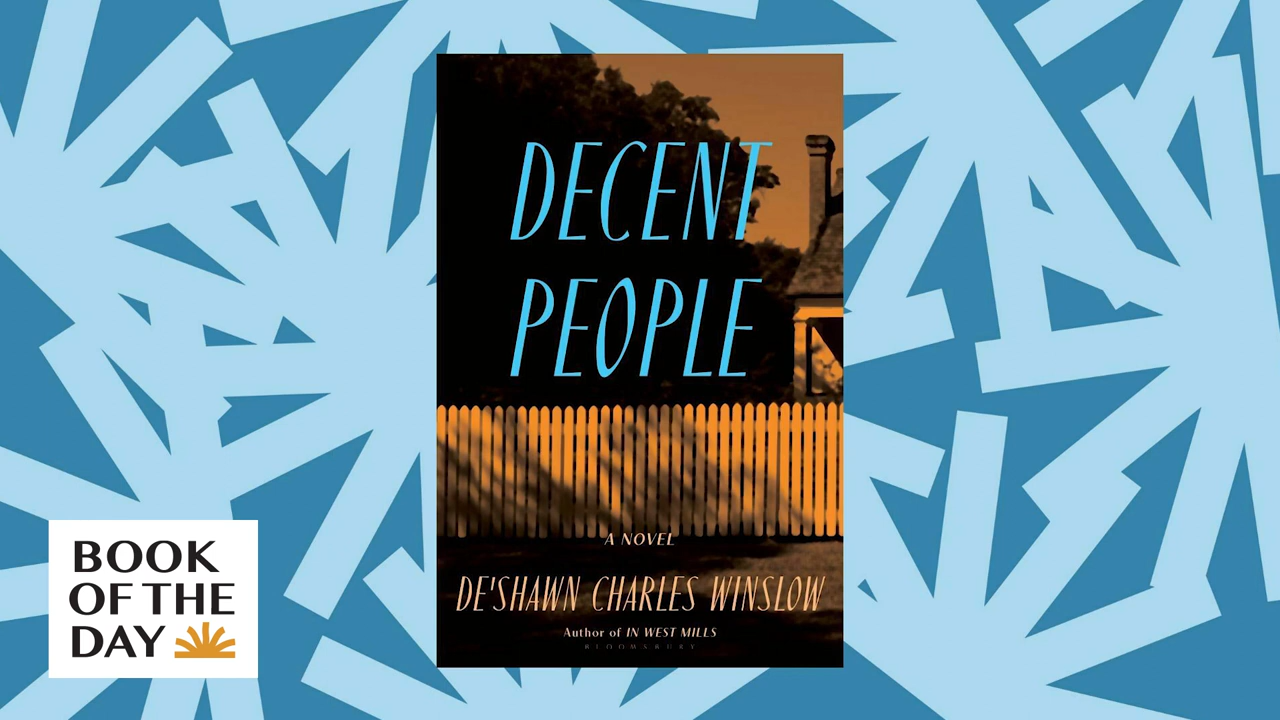 DECENT
PEOPLE
A NOVEL
DE'SHAWN CHARLES WINSLOW
Author of IN WEST MILLS
BLOOMSBURY
BOOK
OF THE
DAY